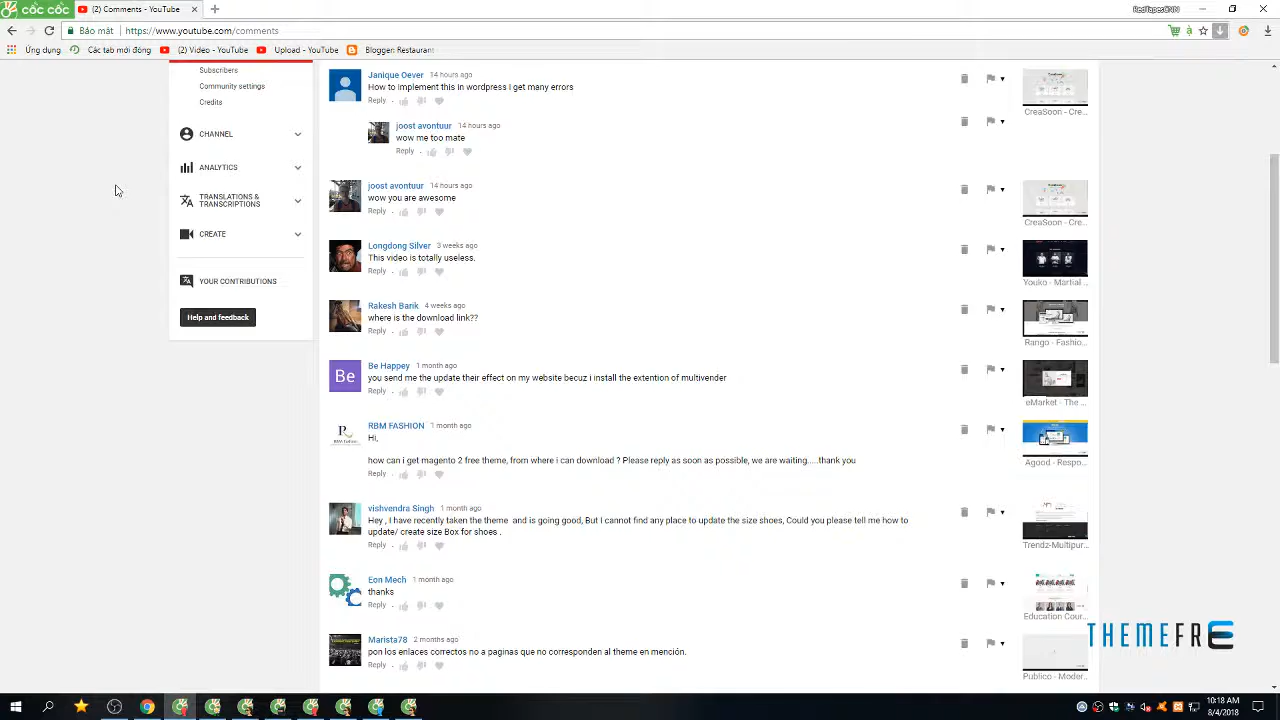 CỐC CỐC
(2) Comments - YouTube
RedTapesBNN
Bảo mật
https://www.youtube.com/comments
Ứng dụng
Các tab mới đóng
(2) Video - YouTube
Upload - YouTube
Blogger: Restaurant
Subscribers
Community settings
Credits
CHANNEL
ANALYTICS
TRANSLATIONS &
TRANSCRIPTIONS
CREATE
YOUR CONTRIBUTIONS
Help and feedback
Janique Oever 14 hours ago
How to implement this in wordpress I get many errors
Reply
CreaSoon - Cre...
joost avontuur 14 hours ago
wow me too mate
Reply
joost avontuur 14 hours ago
wow you are awesome
Reply
CreaSoon - Cre...
Longdong Silver 3 weeks ago
This video is totally useless.
Reply
Youko - Martial ...
Rakesh Barik 4 weeks ago
where is the download link??
Reply
Rango - Fashio...
Be
Be Happey 1 month ago
you send me the update their effect on my website becuz i install the opation of multivender
Reply
eMarket - The ...
RBM FASHION 1 month ago
Hi,
how can i get magento 2 free theme, from where i can download ? Please reply as soon as possible, we are waiting.....thank you
Reply
Agood - Respo...
vishvendra Singh 1 month ago
Hey , I have recently taken the theme and is going good, But I cannot find any place to update the size shoes, Could you please tell me how to
update/ create size Box for shoes
Reply
Trendz-Multipur...
Eon Mech 1 month ago
thanks
Reply
Education Cour...
Marista78 2 months ago
pon los enlaces correctos no a paginas que no corresponden al theme en mención.
Reply
Publico - Moder...
THEMEFRE
10:18 AM
8/4/2018